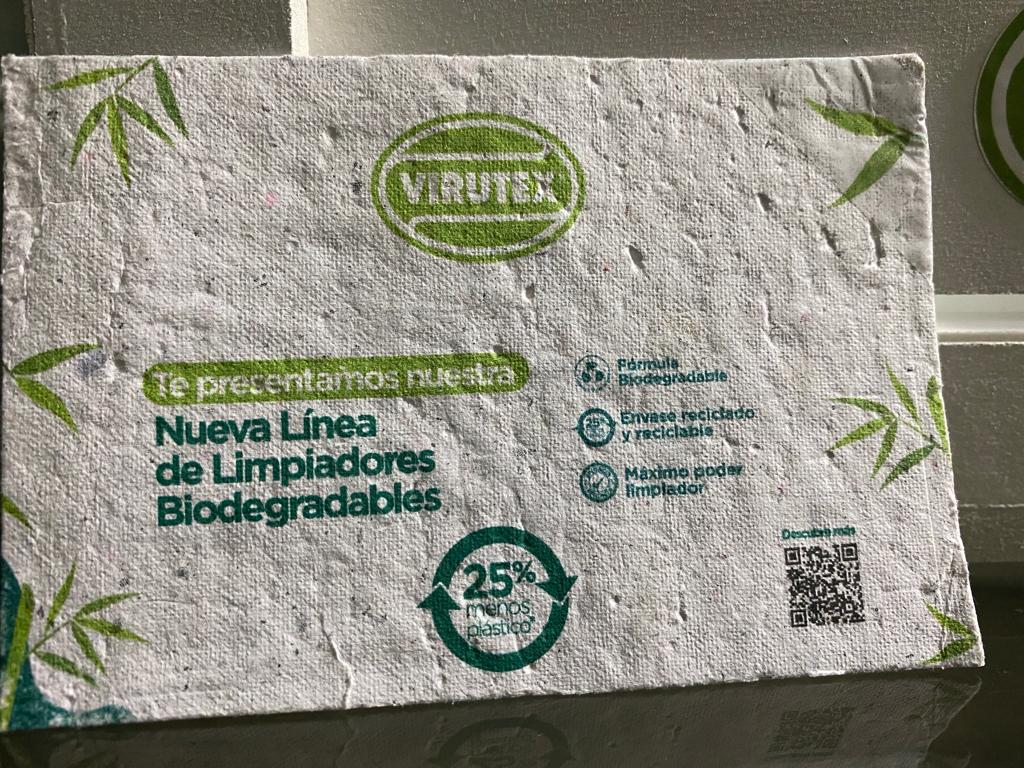 VIRUTEX
Te presentamos nuestra
Nueva Línea
de Limpiadores
Biodegradables
Fórmula
Biodegradable
Envase reciclado
y reciclable
Máximo poder
limpiador
25%
menos
plástico*
Descubre más